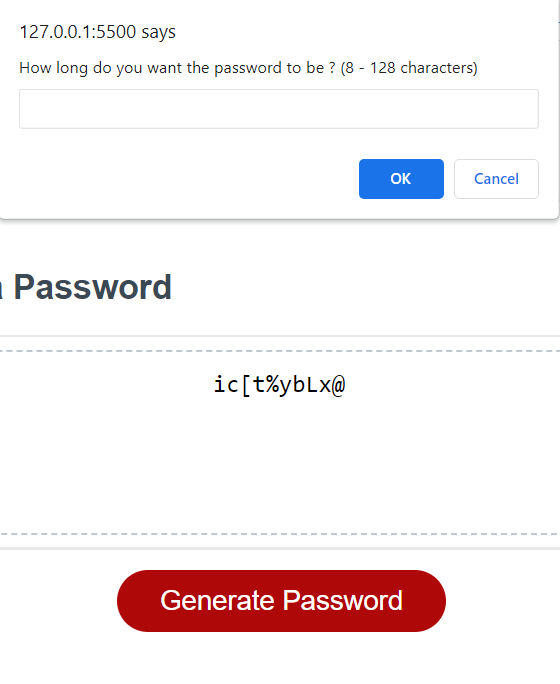 127.0.0.1:5500 says
How long do you want the password to be ? (8 - 128 characters)
OK
Cancel
Password
ic[t%ybLx@
Generate Password